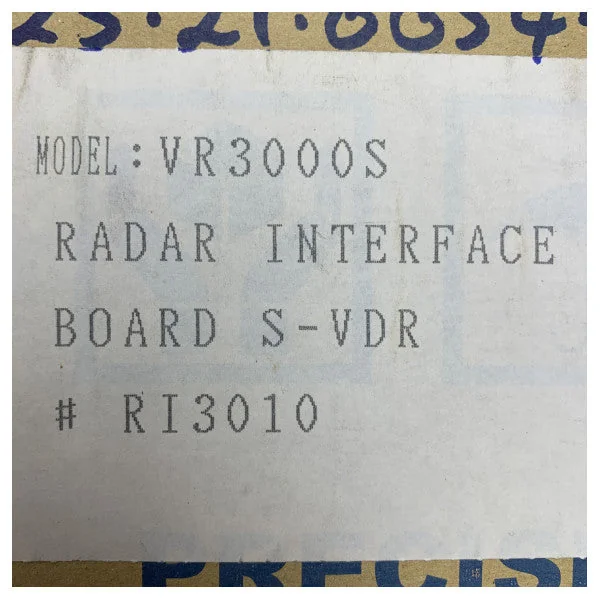 MODEL:VR3000S
RADAR INTERFACE
BOARD S-VDR
# RI3010